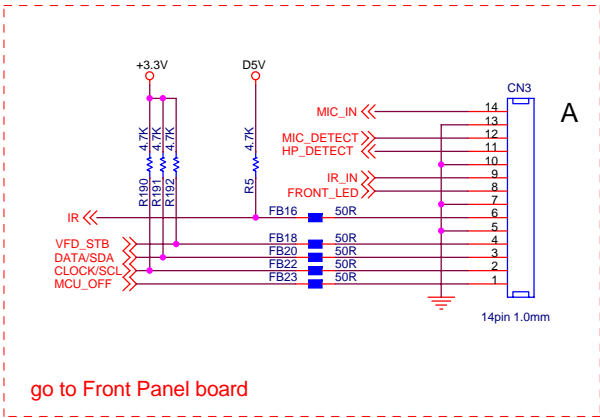 +3.3V
D5V
CN3
A
4.7K
4.7K
4.7K
4.7K
R190
R191
R192
R5
MIC_IN
MIC_DETECT
HP_DETECT
IR_IN
FRONT_LED
IR
VFD_STB
DATA/SDA
CLOCK/SCL
MCU_OFF
FB16 50R
FB18 50R
FB20 50R
FB22 50R
FB23 50R
14
13
12
11
10
9
8
7
6
5
4
3
2
1
14pin 1.0mm
go to Front Panel board